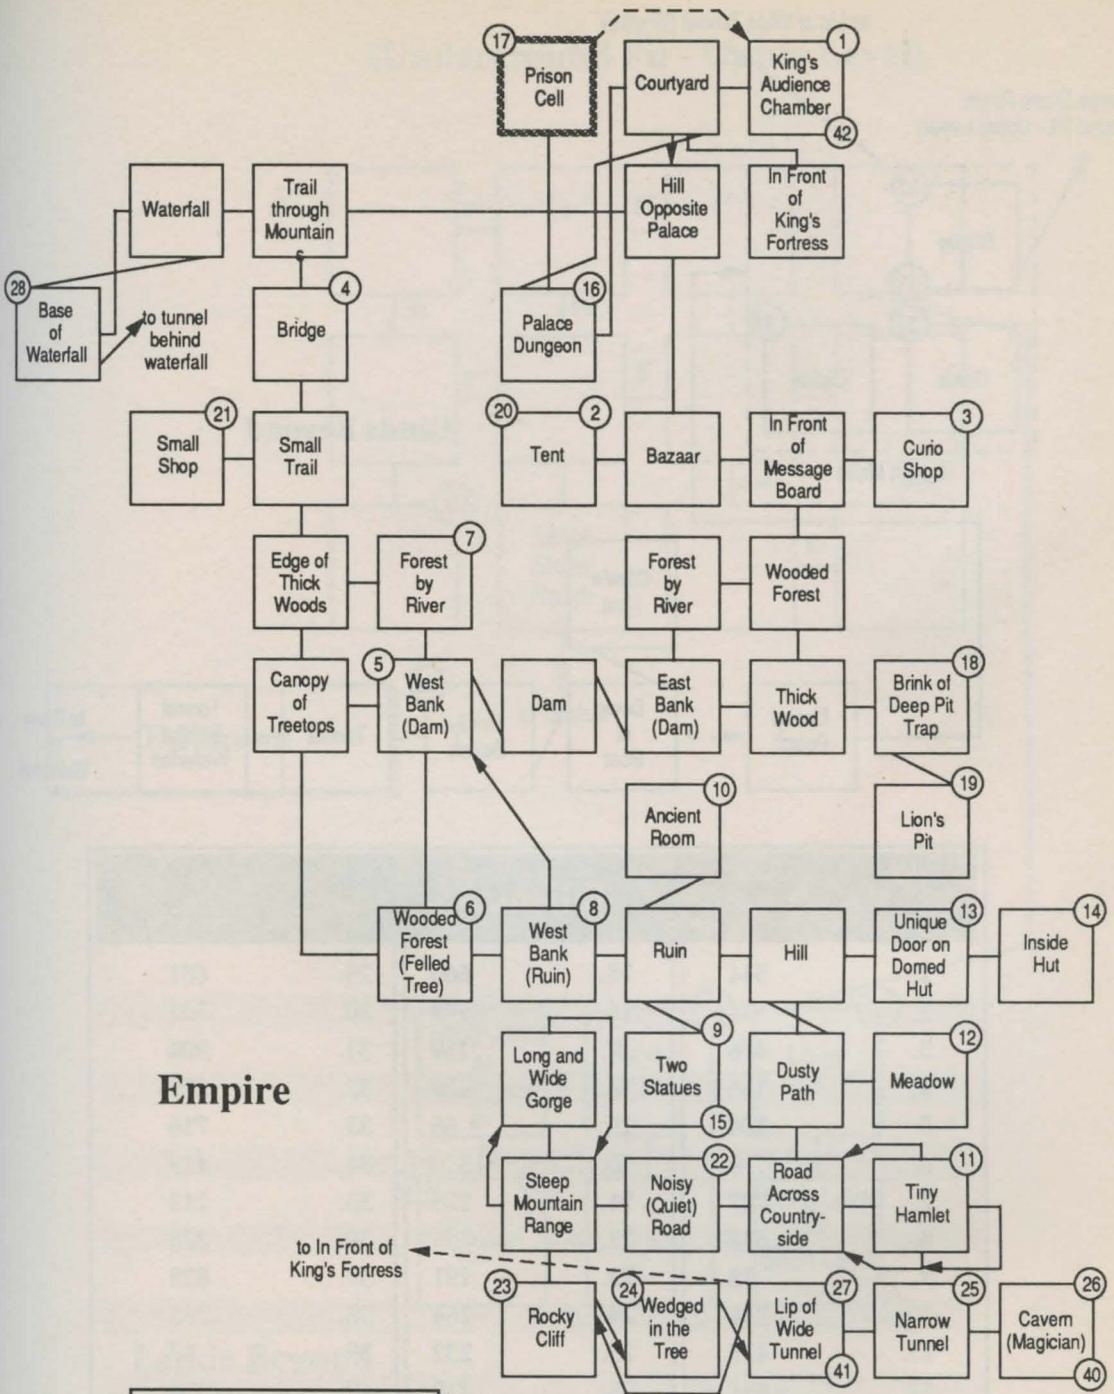 17
Prison
Cell
Courtyard
1
King's
Audience
Chamber
42
Waterfall
Trail
through
Mountain
Hill
Opposite
Palace
In Front
of
King's
Fortress
28
Base
of
Waterfall
to tunnel
behind
waterfall
4
Bridge
16
Palace
Dungeon
21
Small
Shop
Small
Trail
20
2
Tent
Bazaar
In Front
of
Message
Board
3
Curio
Shop
Edge of
Thick
Woods
7
Forest
by
River
Forest
by
River
Wooded
Forest
Canopy
of
Treetops
5
West
Bank
(Dam)
Dam
East
Bank
(Dam)
Thick
Wood
18
Brink of
Deep Pit
Trap
10
Ancient
Room
19
Lion's
Pit
6
Wooded
Forest
(Felled
Tree)
8
West
Bank
(Ruin)
Ruin
Hill
13
Unique
Door on
Domed
Hut
14
Inside
Hut
Empire
Long and
Wide
Gorge
9
Two
Statues
15
Dusty
Path
12
Meadow
Steep
Mountain
Range
22
Noisy
(Quiet)
Road
Road
Across
Country-
side
11
Tiny
Hamlet
to In Front of
King's Fortress
23
Rocky
Cliff
24
Wedged
in the
Tree
27
Lip of
Wide
Tunnel
41
25
Narrow
Tunnel
26
Cavern
(Magician)
40